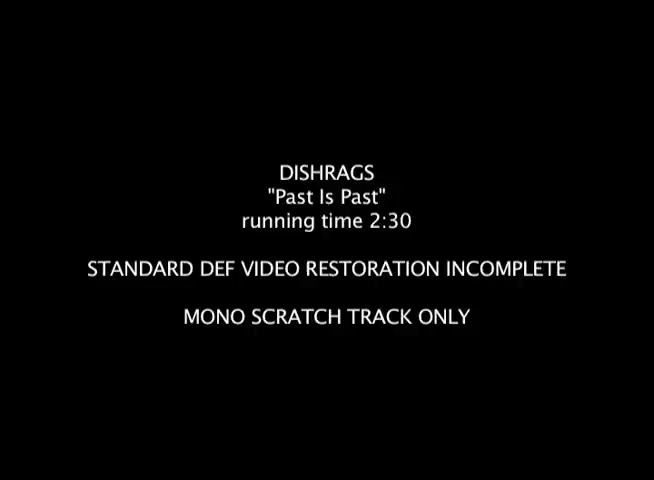 DISHRAGS
"Past Is Past"
running time 2:30
STANDARD DEF VIDEO RESTORATION INCOMPLETE
MONO SCRATCH TRACK ONLY